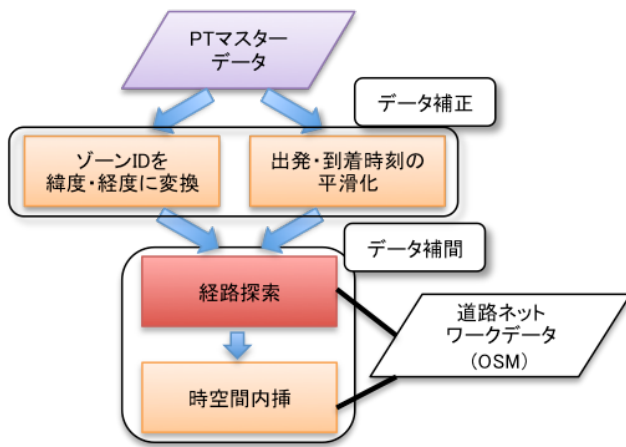 PTマスター
データ
データ補正
ゾーンIDを
緯度・経度に変換
出発・到着時刻の
平滑化
データ補間
経路探索
道路ネット
ワークデータ
(OSM)
時空間内挿